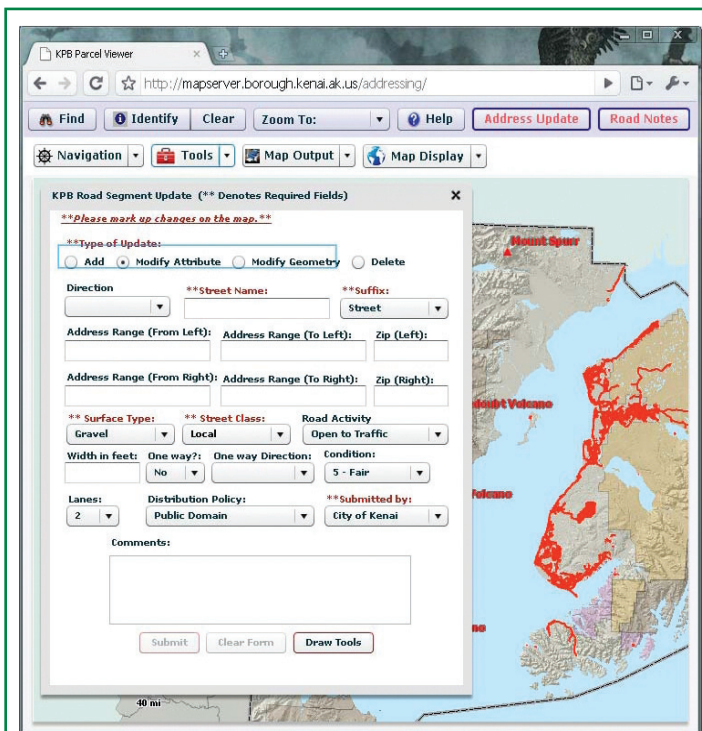 KPB Parcel Viewer
http://mapserver.borough.kenai.ak.us/addressing/
Find Identify Clear Zoom To: Help Address Update Road Notes
Navigation Tools Map Output Map Display
KPB Road Segment Update (** Denotes Required Fields)
**Please mark up changes on the map.**
**Type of Update:
Add Modify Attribute Modify Geometry Delete
Direction **Street Name: **Suffix:
Street
Address Range (From Left): Address Range (To Left): Zip (Left):
Address Range (From Right): Address Range (To Right): Zip (Right):
** Surface Type: ** Street Class: Road Activity
Gravel Local Open to Traffic
Width in feet: One way?: One way Direction: Condition:
No 5 - Fair
Lanes: Distribution Policy: **Submitted by:
2 Public Domain City of Kenai
Comments:
Submit Clear Form Draw Tools
Mount Spurr
doubt Volcano
Volcano
no
40 mi